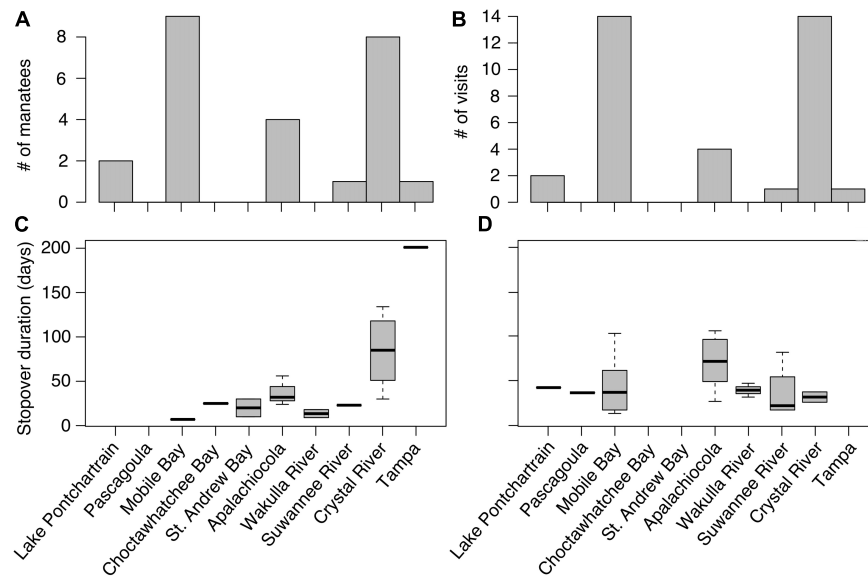 A
# of manatees
8
6
4
2
0
B
# of visits
14
12
10
8
6
4
2
0
C
Stopover duration (days)
200
150
100
50
0
Lake Pontchartrain
Pascagoula
Mobile Bay
Choctawhatchee Bay
St. Andrew Bay
Apalachiocola
Wakulla River
Suwannee River
Crystal River
Tampa
D
Lake Pontchartrain
Pascagoula
Mobile Bay
Choctawhatchee Bay
St. Andrew Bay
Apalachiocola
Wakulla River
Suwannee River
Crystal River
Tampa